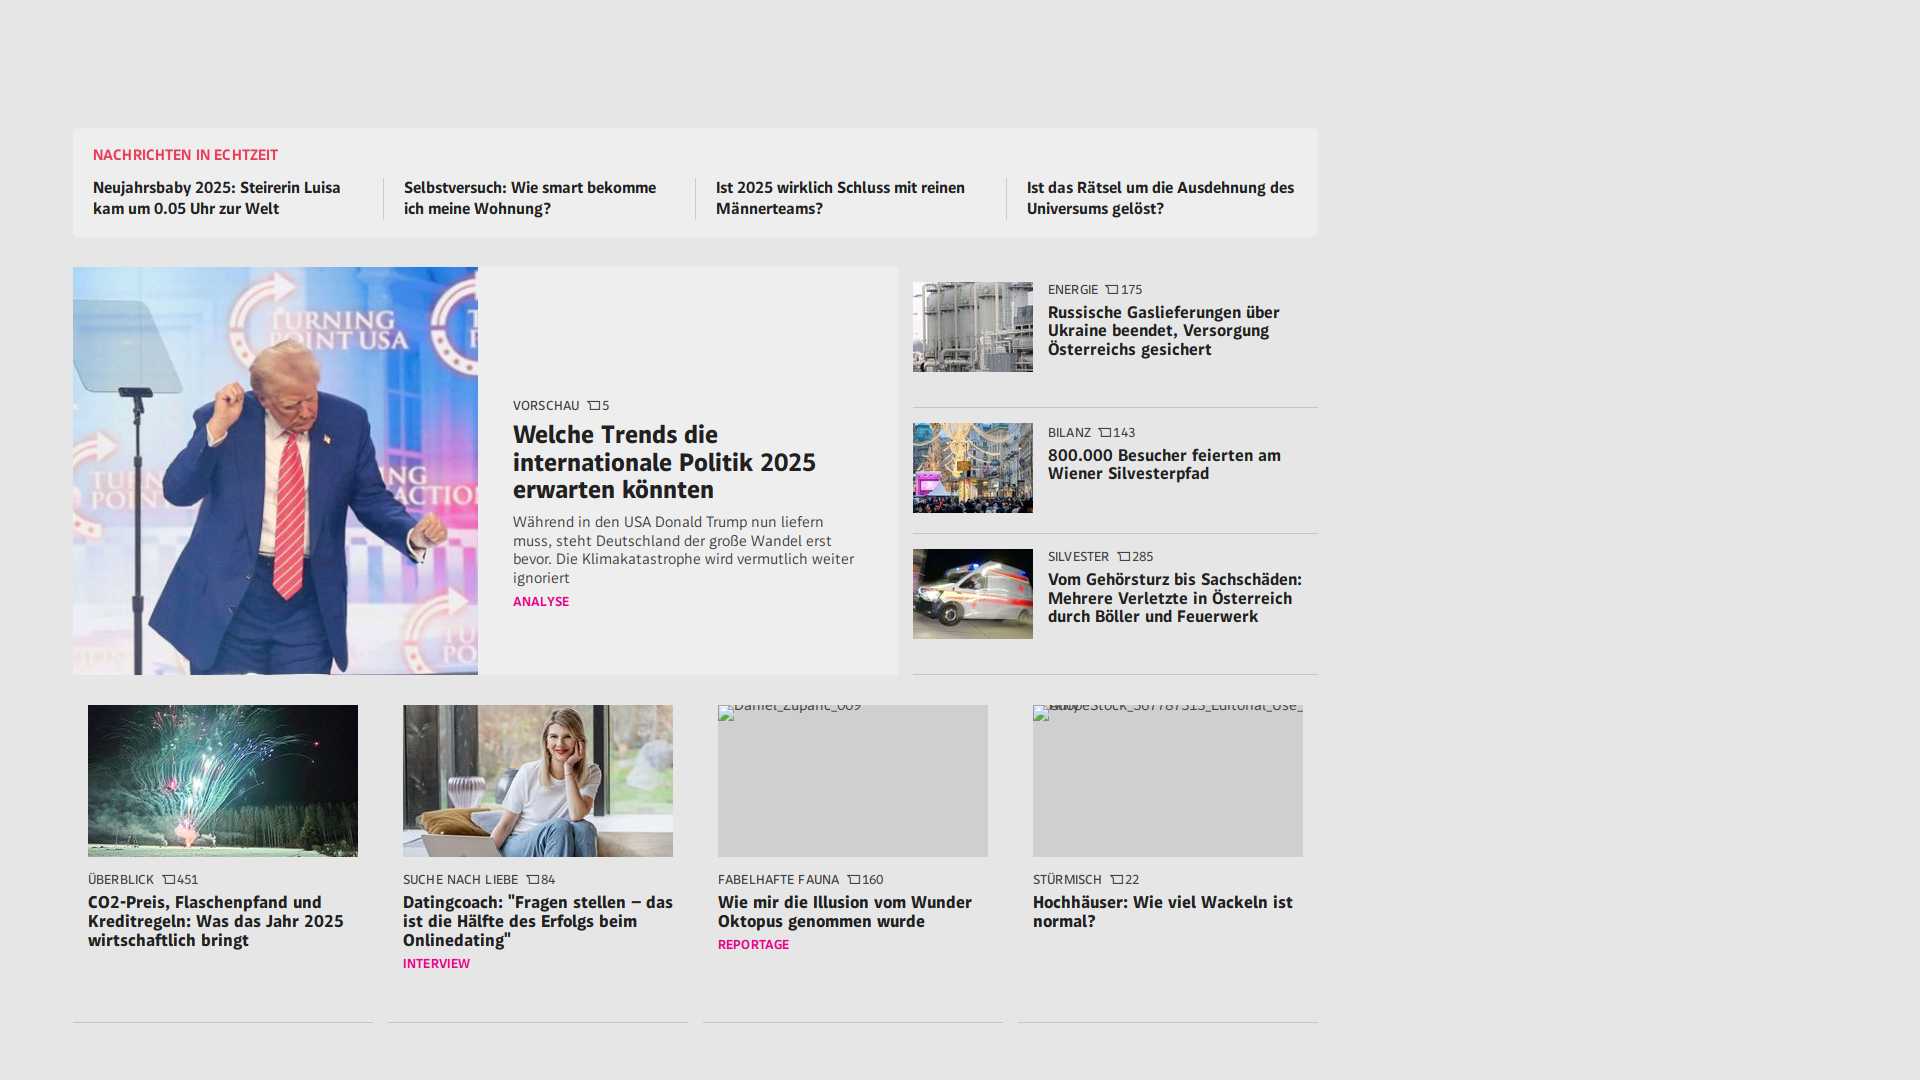 NACHRICHTEN IN ECHTZEIT
Neujahrsbaby 2025: Steirerin Luisa
kam um 0.05 Uhr zur Welt
Selbstversuch: Wie smart bekomme
ich meine Wohnung?
Ist 2025 wirklich Schluss mit reinen
Männerteams?
Ist das Rätsel um die Ausdehnung des
Universums gelöst?
TURNING
POINT USA
VORSCHAU 5
Welche Trends die
internationale Politik 2025
erwarten könnten
Während in den USA Donald Trump nun liefern
muss, steht Deutschland der große Wandel erst
bevor. Die Klimakatastrophe wird vermutlich weiter
ignoriert
ANALYSE
ENERGIE 175
Russische Gaslieferungen über
Ukraine beendet, Versorgung
Österreichs gesichert
BILANZ 143
800.000 Besucher feierten am
Wiener Silvesterpfad
SILVESTER 285
Vom Gehörsturz bis Sachschäden:
Mehrere Verletzte in Österreich
durch Böller und Feuerwerk
ÜBERBLICK 451
CO2-Preis, Flaschenpfand und
Kreditregeln: Was das Jahr 2025
wirtschaftlich bringt
SUCHE NACH LIEBE 84
Datingcoach: "Fragen stellen – das
ist die Hälfte des Erfolgs beim
Onlinedating"
INTERVIEW
Daniel_Zupanc_009
FABELHAFTE FAUNA 160
Wie mir die Illusion vom Wunder
Oktopus genommen wurde
REPORTAGE
STÜRMISCH 22
Hochhäuser: Wie viel Wackeln ist
normal?